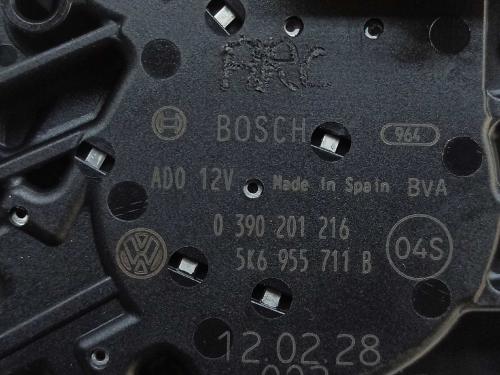 BOSCH 964
AD0 12V Made in Spain BVA
0 390 201 216
5K6 955 711 B 04S
12.02.28